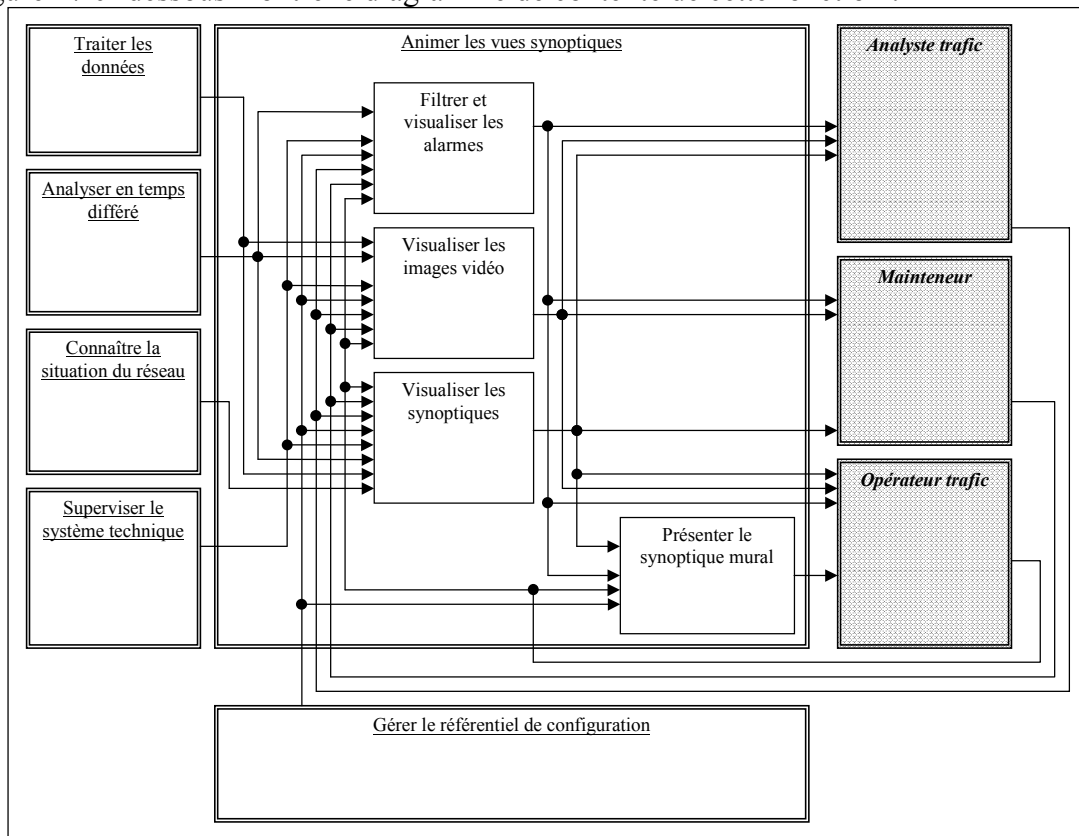 Traiter les
données
Animer les vues synoptiques
Analyste trafic
Filtrer et
visualiser les
alarmes
Analyser en temps
différé
Visualiser les
images vidéo
Mainteneur
Connaître la
situation du réseau
Visualiser les
synoptiques
Opérateur trafic
Superviser le
système technique
Présenter le
synoptique mural
Gérer le référentiel de configuration